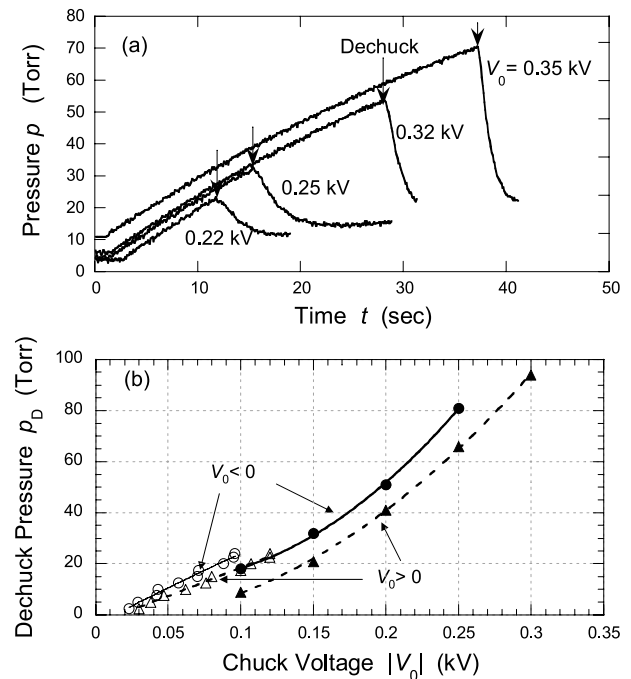 (a)
Pressure p (Torr)
80
70
60
50
40
30
20
10
0
Dechuck
V0 = 0.35 kV
0.32 kV
0.25 kV
0.22 kV
0 10 20 30 40 50
Time t (sec)
(b)
Dechuck Pressure pD (Torr)
100
80
60
40
20
0
V0< 0
V0> 0
0 0.05 0.1 0.15 0.2 0.25 0.3 0.35
Chuck Voltage |V0| (kV)